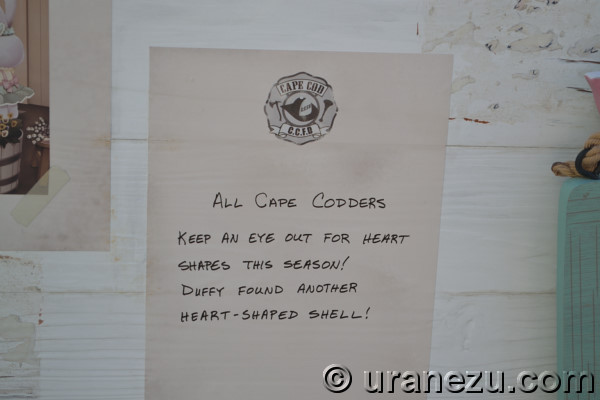 CAPE COD
C.C.F.D
ALL CAPE CODDERS
KEEP AN EYE OUT FOR HEART
SHAPES THIS SEASON!
DUFFY FOUND ANOTHER
HEART-SHAPED SHELL!
© uranezu.com